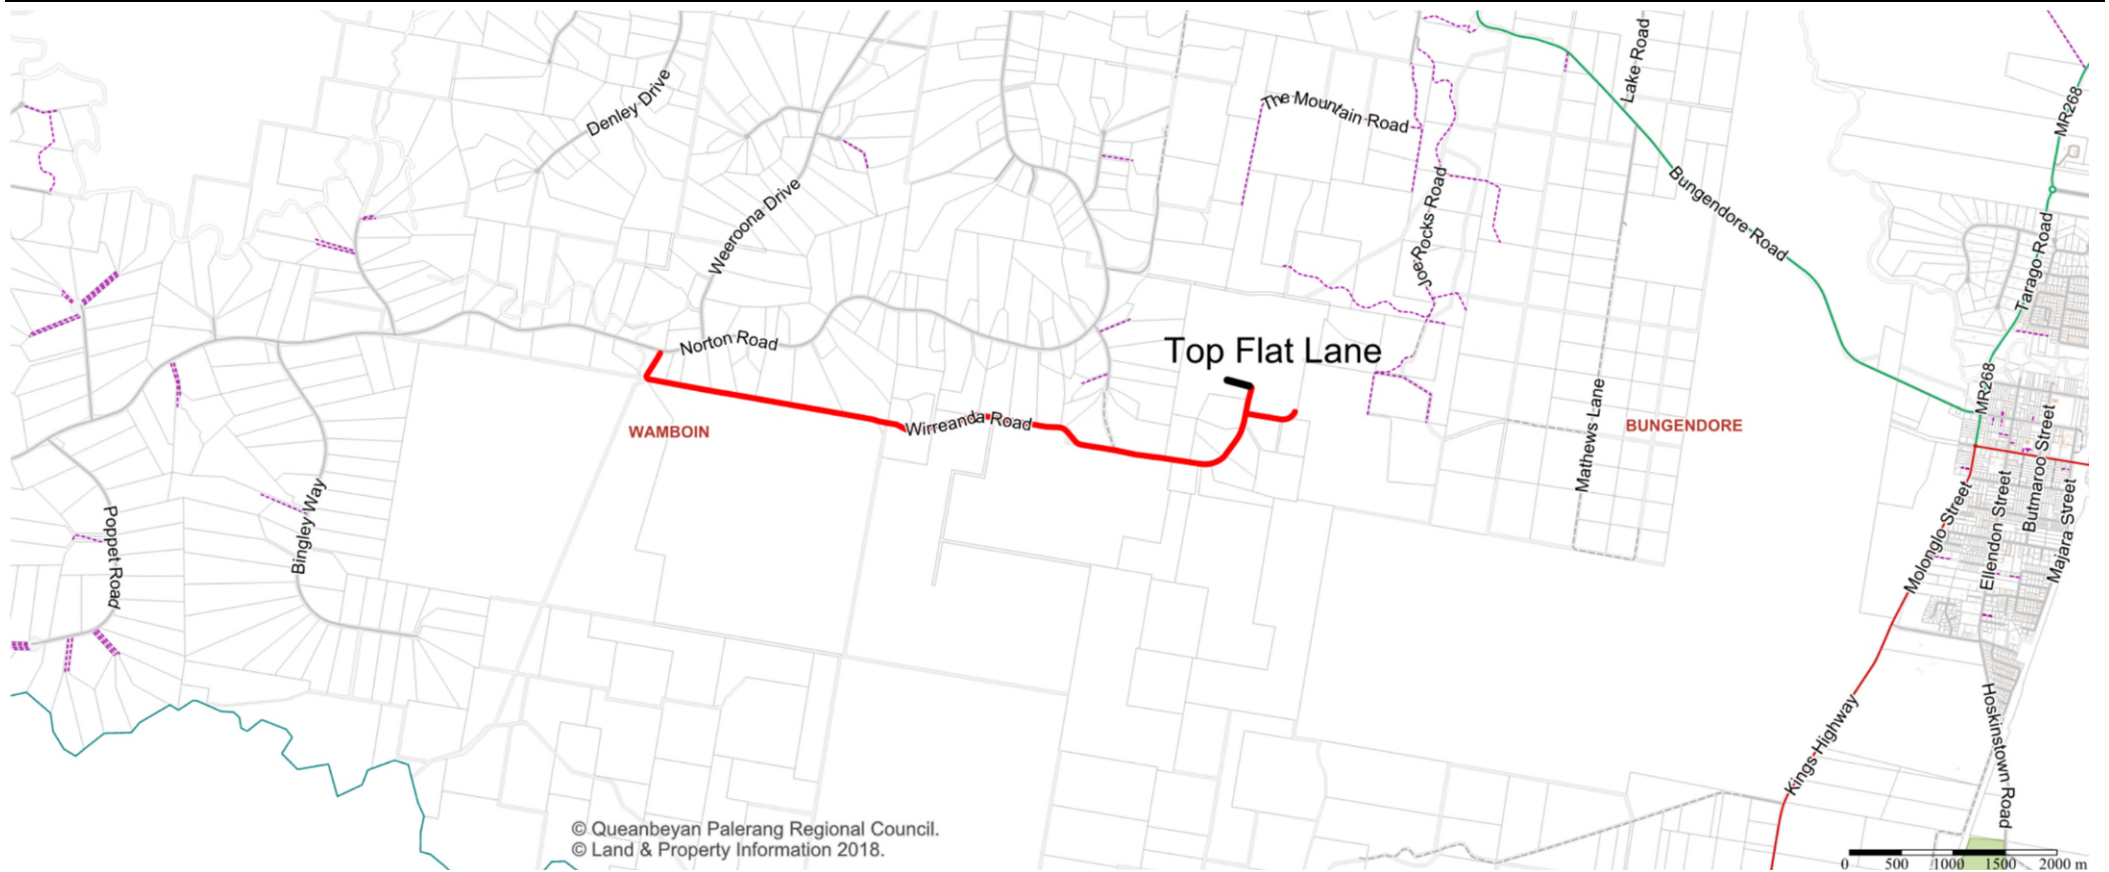 Lake Road
Denley Drive
The Mountain Road
MR268
Bungendore Road
Joe Rocks Road
Weeroona Drive
Tarago Road
Norton Road
Top Flat Lane
MR268
Mathews Lane
WAMBOIN
Wirreanda Road
BUNGENDORE
Butmaroo Street
Poppet Road
Bingley Way
Molonglo Street
Ellendon Street
Majara Street
Kings Highway
Hoskinstown Road
© Queanbeyan Palerang Regional Council.
© Land & Property Information 2018.
0 500 1000 1500 2000 m